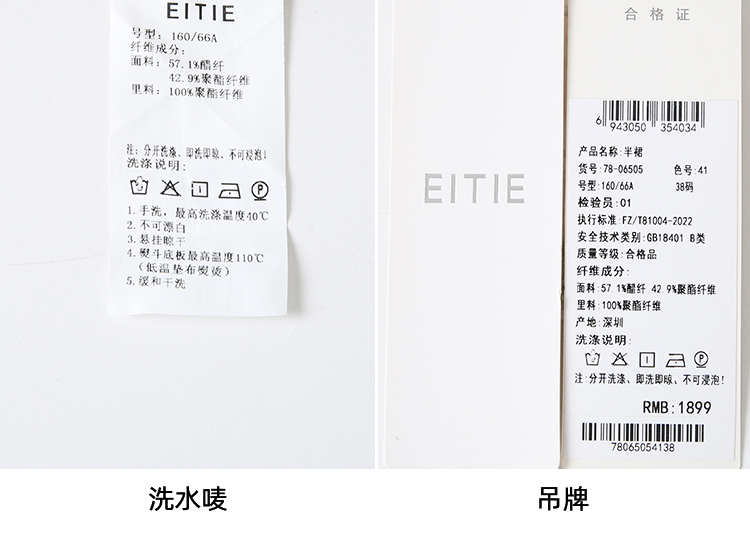 EITIE
号型：160/66A
纤维成分：
面料：57.1%醋纤
42.9%聚酯纤维
里料：100%聚酯纤维
注：分开洗涤、即洗即晾、不可浸泡！
洗涤说明：
1. 手洗，最高洗涤温度40℃
2. 不可漂白
3. 悬挂晾干
4. 熨斗底板最高温度110℃
（低温垫布熨烫）
5. 缓和干洗
洗水唛
EITIE
合格证
6 943050 354034
产品名称：半裙
货号：78-06505 色号：41
号型：160/66A 38码
检验员：01
执行标准：FZ/T81004-2022
安全技术类别：GB18401 B类
质量等级：合格品
纤维成分：
面料：57.1%醋纤 42.9%聚酯纤维
里料：100%聚酯纤维
产地：深圳
洗涤说明：
注：分开洗涤、即洗即晾、不可浸泡！
RMB：1899
78065054138
吊牌